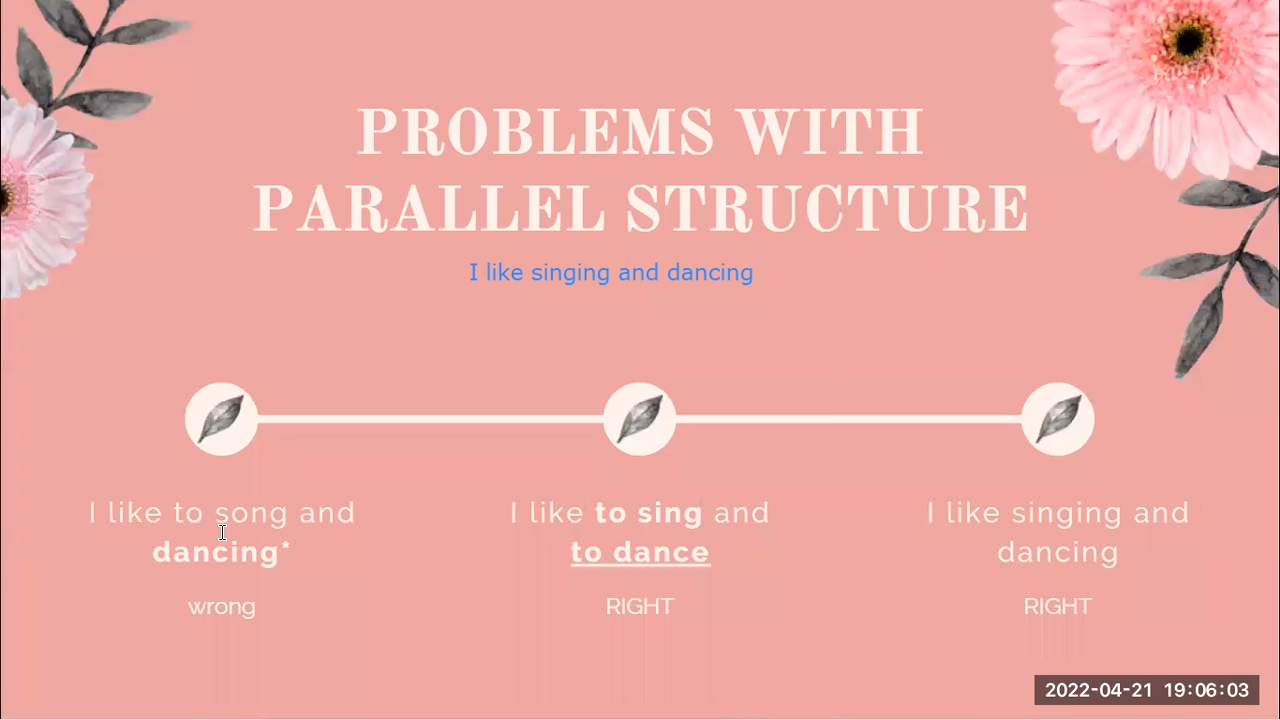 PROBLEMS WITH
PARALLEL STRUCTURE
I like singing and dancing
I like to song and
dancing*
wrong
I like to sing and
to dance
RIGHT
I like singing and
dancing
RIGHT
2022-04-21 19:06:03